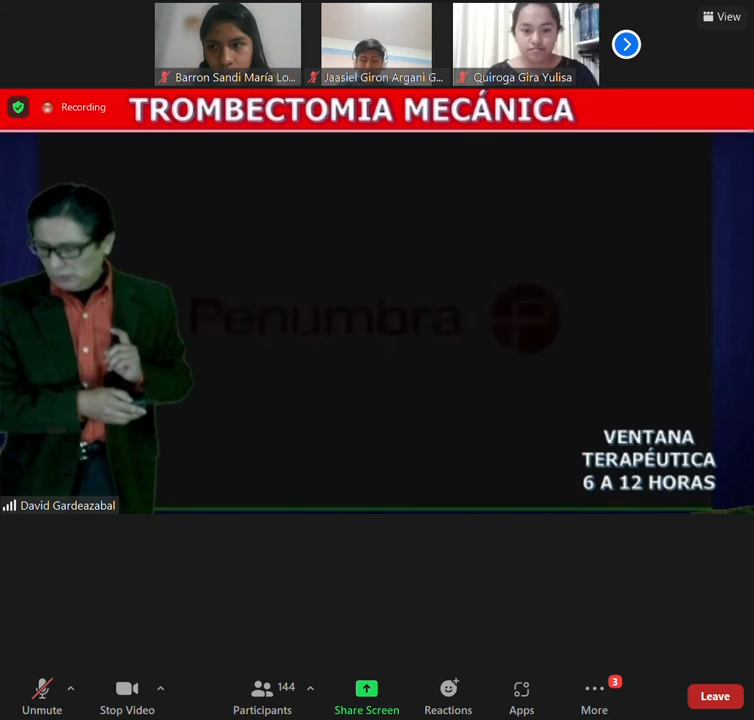 View
Barron Sandi María Lo...
Jaasiel Giron Argani G...
Quiroga Gira Yulisa
Recording
TROMBECTOMIA MECÁNICA
Penumbra
P
VENTANA
TERAPÉUTICA
6 A 12 HORAS
David Gardeazabal
144
3
Unmute
Stop Video
Participants
Share Screen
Reactions
Apps
More
Leave